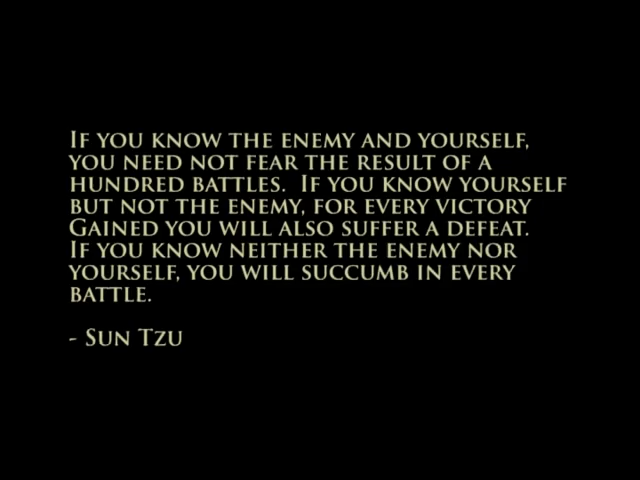 If you know the enemy and yourself,
you need not fear the result of a
hundred battles.  If you know yourself
but not the enemy, for every victory
Gained you will also suffer a defeat.
If you know neither the enemy nor
yourself, you will succumb in every
battle.
- Sun Tzu